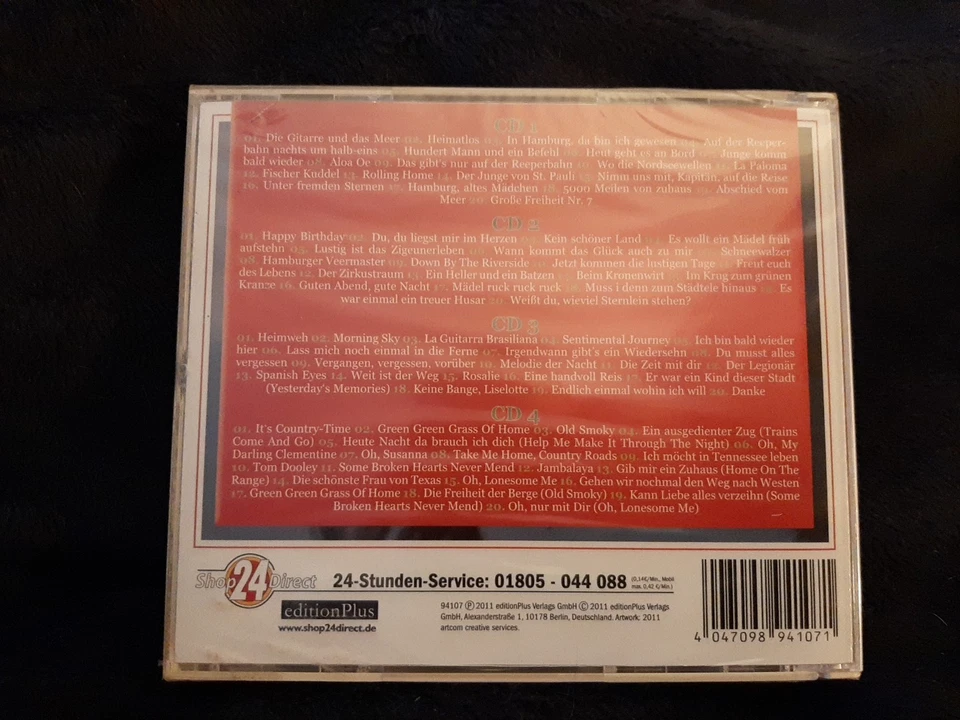 CD 1
01. Die Gitarre und das Meer 02. Heimatlos 03. In Hamburg, da bin ich gewesen 04. Auf der Reeper-
bahn nachts um halb-eins 05. Hundert Mann und ein Befehl 06. Heut geht es an Bord 07. Junge komm
bald wieder 08. Aloa Oe 09. Das gibt's nur auf der Reeperbahn 10. Wo die Nordseewellen 11. La Paloma
12. Fischer Kuddel 13. Rolling Home 14. Der Junge von St. Pauli 15. Nimm uns mit, Kapitän, auf die Reise
16. Unter fremden Sternen 17. Hamburg, altes Mädchen 18. 5000 Meilen von zuhaus 19. Abschied vom
Meer 20. Große Freiheit Nr. 7
CD 2
01. Happy Birthday 02. Du, du liegst mir im Herzen 03. Kein schöner Land 04. Es wollt ein Mädel früh
aufstehn 05. Lustig ist das Zigeunerleben 06. Wann kommt das Glück auch zu mir 07. Schneewalzer
08. Hamburger Veermaster 09. Down By The Riverside 10. Jetzt kommen die lustigen Tage 11. Freut euch
des Lebens 12. Der Zirkustraum 13. Ein Heller und ein Batzen 14. Beim Kronenwirt 15. Im Krug zum grünen
Kranze 16. Guten Abend, gute Nacht 17. Mädel ruck ruck ruck 18. Muss i denn zum Städtele hinaus 19. Es
war einmal ein treuer Husar 20. Weißt du, wieviel Sternlein stehen?
CD 3
01. Heimweh 02. Morning Sky 03. La Guitarra Brasiliana 04. Sentimental Journey 05. Ich bin bald wieder
hier 06. Lass mich noch einmal in die Ferne 07. Irgendwann gibt's ein Wiedersehn 08. Du musst alles
vergessen 09. Vergangen, vergessen, vorüber 10. Melodie der Nacht 11. Die Zeit mit dir 12. Der Legionär
13. Spanish Eyes 14. Weit ist der Weg 15. Rosalie 16. Eine handvoll Reis 17. Er war ein Kind dieser Stadt
(Yesterday's Memories) 18. Keine Bange, Liselotte 19. Endlich einmal wohin ich will 20. Danke
CD 4
01. It's Country-Time 02. Green Green Grass Of Home 03. Old Smoky 04. Ein ausgedienter Zug (Trains
Come And Go) 05. Heute Nacht da brauch ich dich (Help Me Make It Through The Night) 06. Oh, My
Darling Clementine 07. Oh, Susanna 08. Take Me Home, Country Roads 09. Ich möcht in Tennessee leben
10. Tom Dooley 11. Some Broken Hearts Never Mend 12. Jambalaya 13. Gib mir ein Zuhaus (Home On The
Range) 14. Die schönste Frau von Texas 15. Oh, Lonesome Me 16. Gehen wir nochmal den Weg nach Westen
17. Green Green Grass Of Home 18. Die Freiheit der Berge (Old Smoky) 19. Kann Liebe alles verzeihn (Some
Broken Hearts Never Mend) 20. Oh, nur mit Dir (Oh, Lonesome Me)
Shop 24 Direct
24-Stunden-Service: 01805 - 044 088 (0,14€/Min., Mobil
max. 0,42 €/Min.)
editionPlus
www.shop24direct.de
94107 Ⓟ 2011 editionPlus Verlags GmbH © 2011 editionPlus Verlags
GmbH, Alexanderstraße 1, 10178 Berlin, Deutschland. Artwork: 2011
artcom creative services.
4 047098 941071